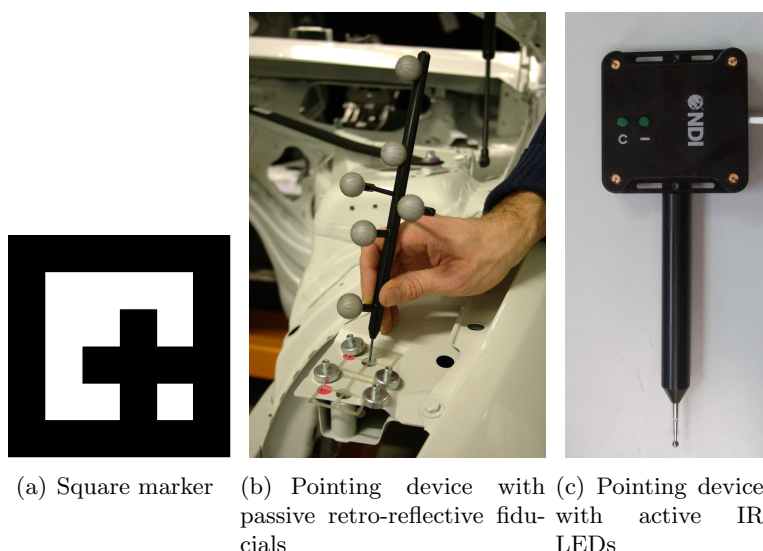 NDI
C –
(a) Square marker
(b) Pointing device with
passive retro-reflective fidu-
cials
(c) Pointing device
with active IR
LEDs